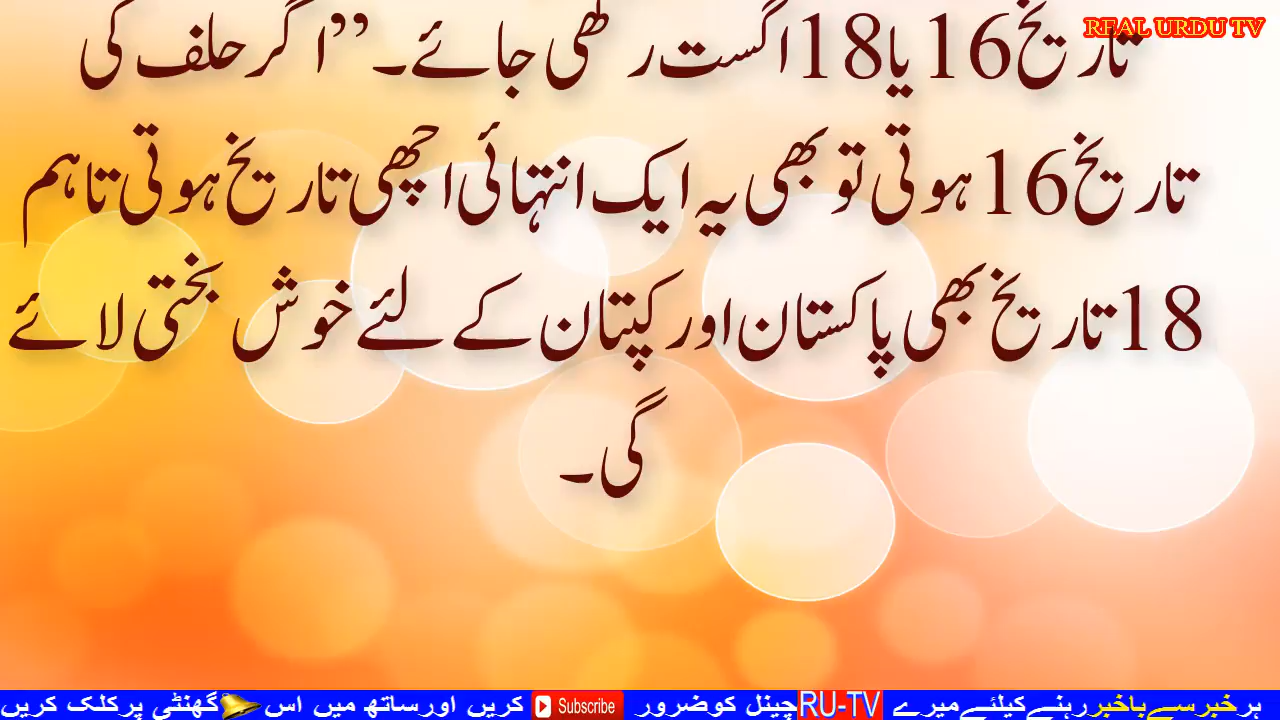 REAL URDU TV
تاریخ 16 یا 18 اگست رکھی جائے۔ ’’اگر حلف کی
تاریخ 16 ہوتی تو بھی یہ ایک انتہائی اچھی تاریخ ہوتی تاہم
18 تاریخ بھی پاکستان اور کپتان کے لئے خوش بختی لائے
گی۔
ہر خبر سے باخبر رہنے کیلئے میرے RU-TV چینل کو ضرور Subscribe کریں اور ساتھ میں اس گھنٹی پر کلک کریں